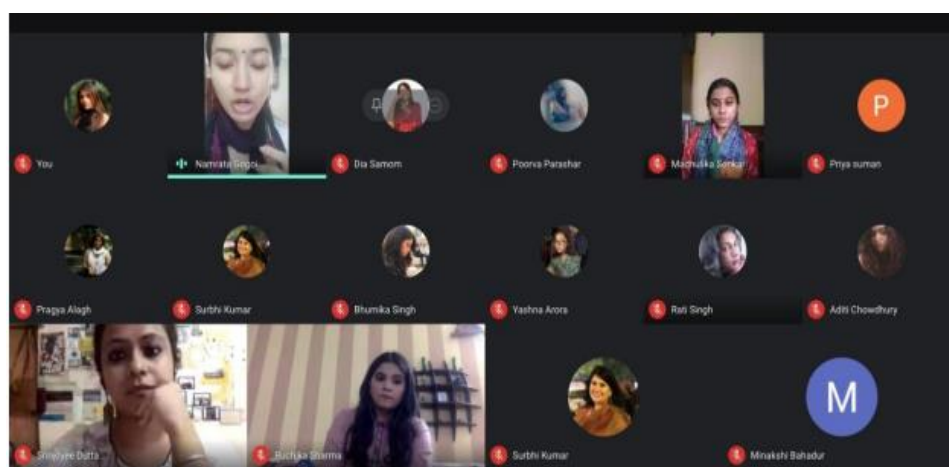 P
You
Namrata Gogoi
Dia Samom
Poorva Parashar
Madhulika Sonkar
Priya suman
Pragya Alagh
Surbhi Kumar
Bhumika Singh
Yashna Arora
Rati Singh
Aditi Chowdhury
M
Dutta
Ruchika Sharma
Surbhi Kumar
Minakshi Bahadur